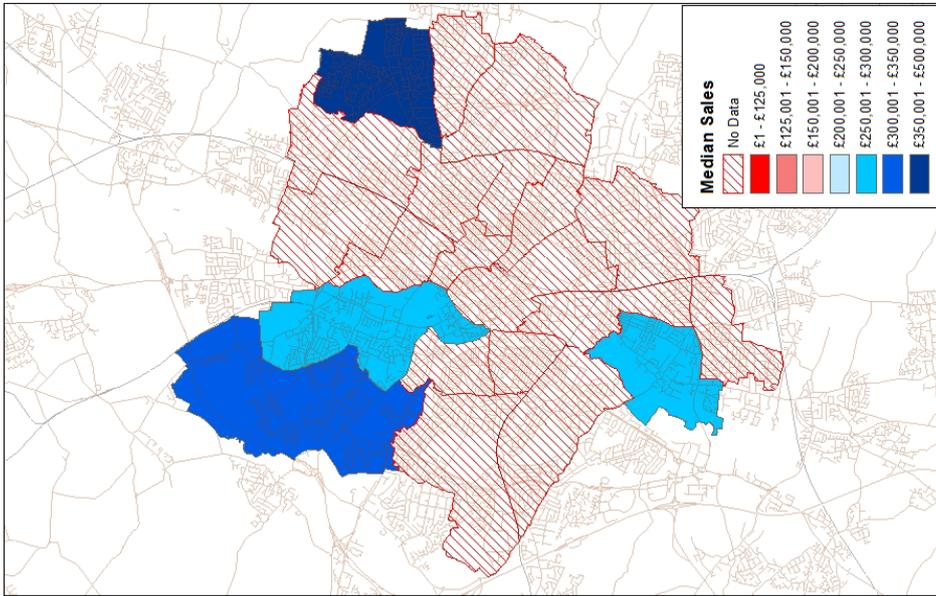 Median Sales
No Data
£1 - £125,000
£125,001 - £150,000
£150,001 - £200,000
£200,001 - £250,000
£250,001 - £300,000
£300,001 - £350,000
£350,001 - £500,000